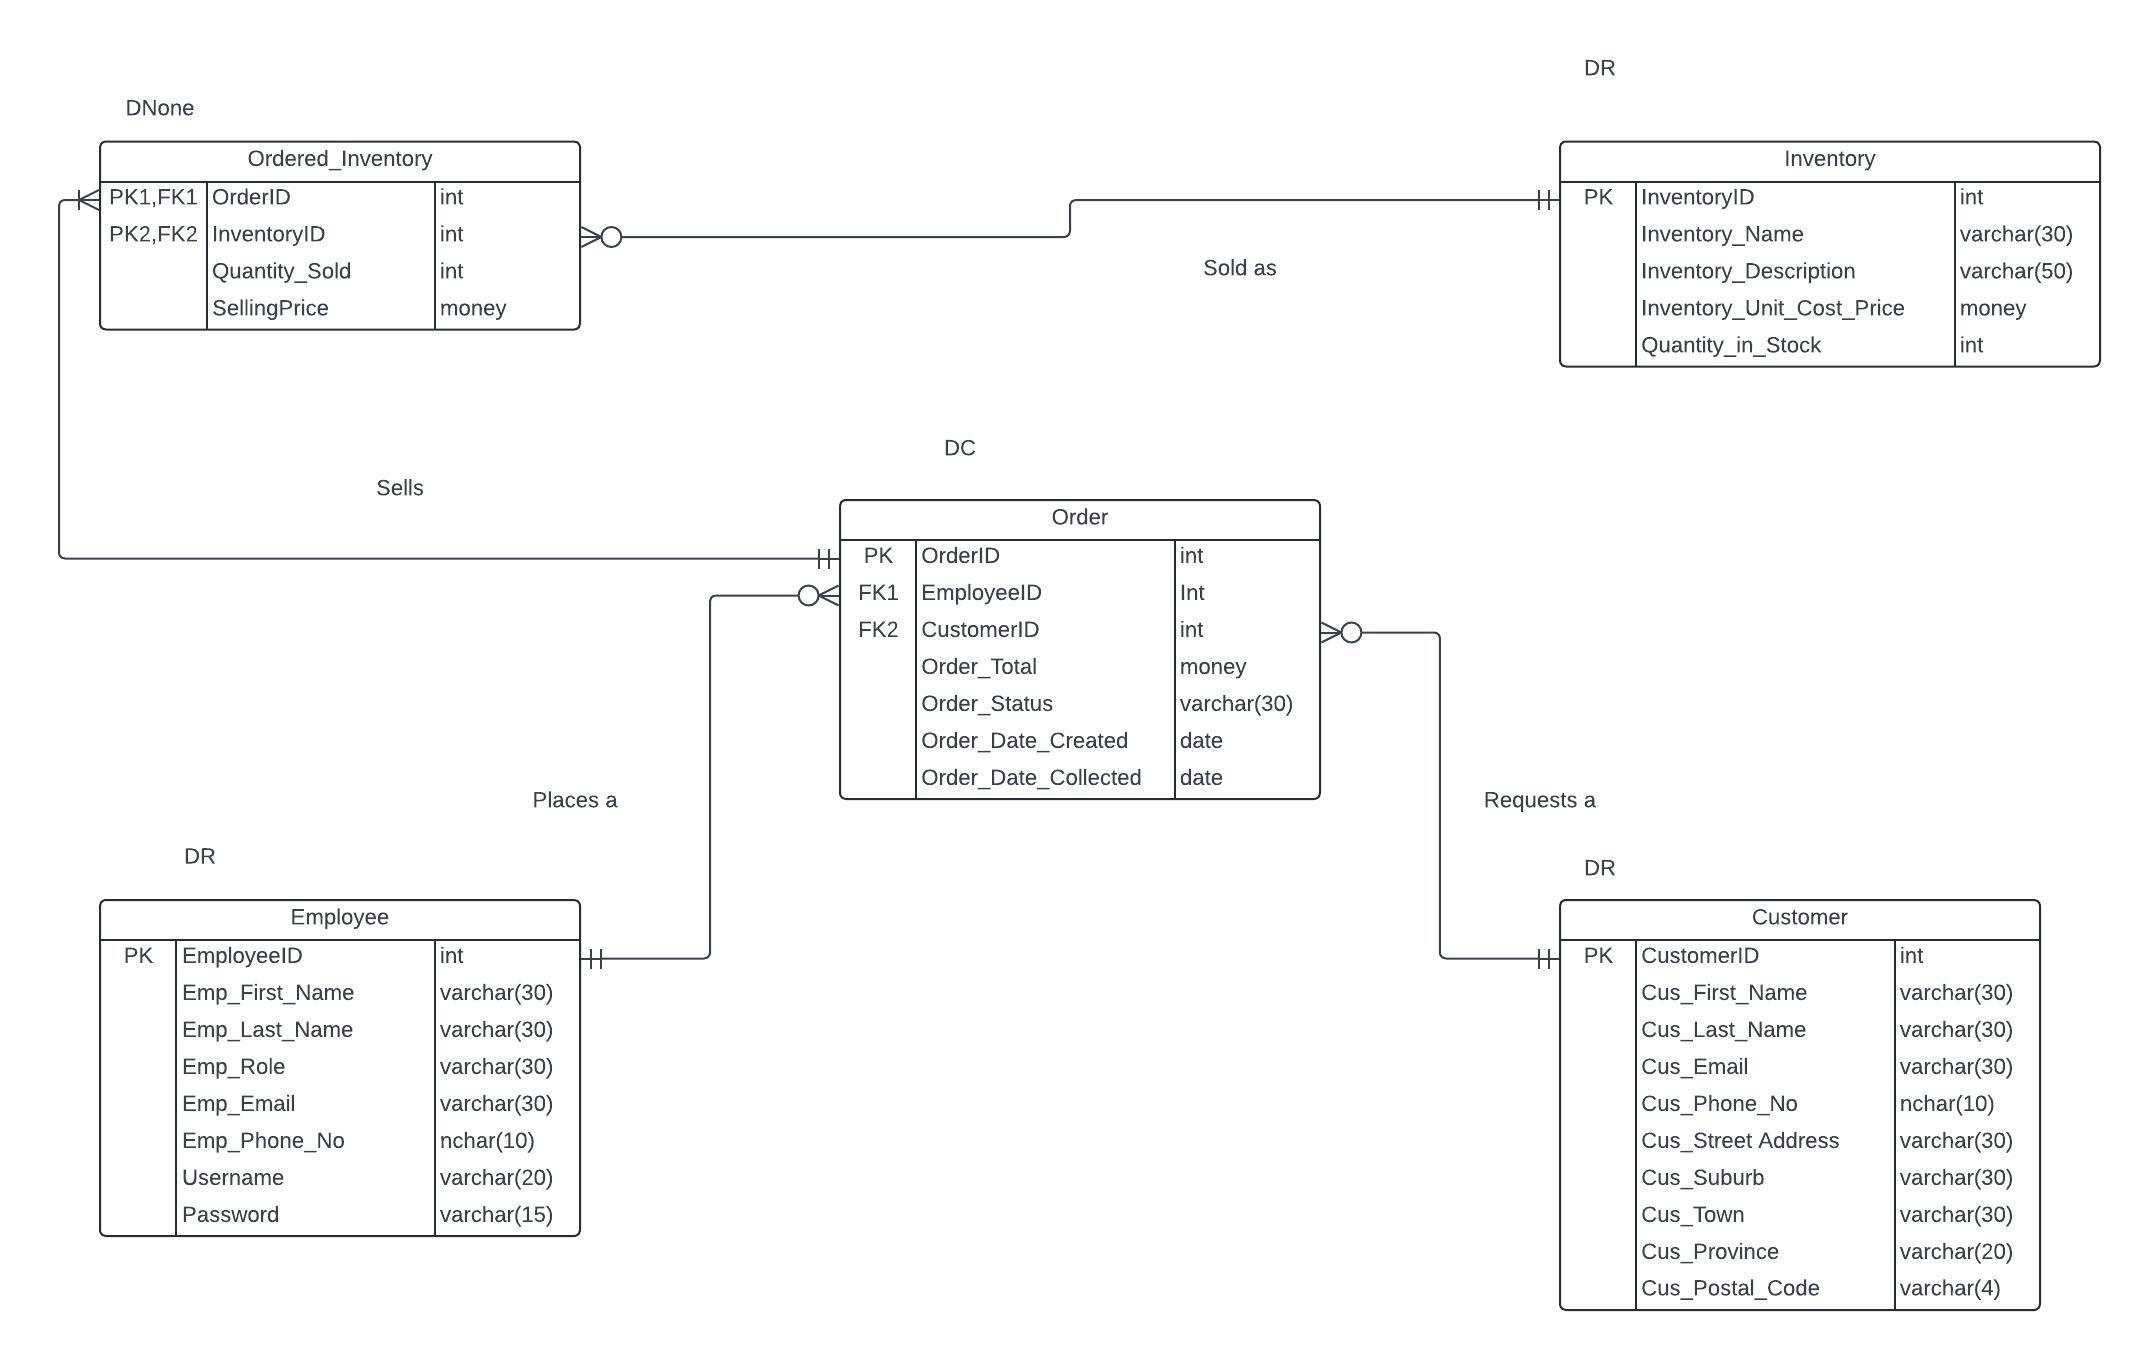 DR
DNone
Ordered_Inventory
PK1,FK1 OrderID int
PK2,FK2 InventoryID int
Quantity_Sold int
SellingPrice money
Inventory
PK InventoryID int
Inventory_Name varchar(30)
Inventory_Description varchar(50)
Inventory_Unit_Cost_Price money
Quantity_in_Stock int
Sold as
DC
Sells
Order
PK OrderID int
FK1 EmployeeID Int
FK2 CustomerID int
Order_Total money
Order_Status varchar(30)
Order_Date_Created date
Order_Date_Collected date
Places a
Requests a
DR
Employee
PK EmployeeID int
Emp_First_Name varchar(30)
Emp_Last_Name varchar(30)
Emp_Role varchar(30)
Emp_Email varchar(30)
Emp_Phone_No nchar(10)
Username varchar(20)
Password varchar(15)
DR
Customer
PK CustomerID int
Cus_First_Name varchar(30)
Cus_Last_Name varchar(30)
Cus_Email varchar(30)
Cus_Phone_No nchar(10)
Cus_Street Address varchar(30)
Cus_Suburb varchar(30)
Cus_Town varchar(30)
Cus_Province varchar(20)
Cus_Postal_Code varchar(4)